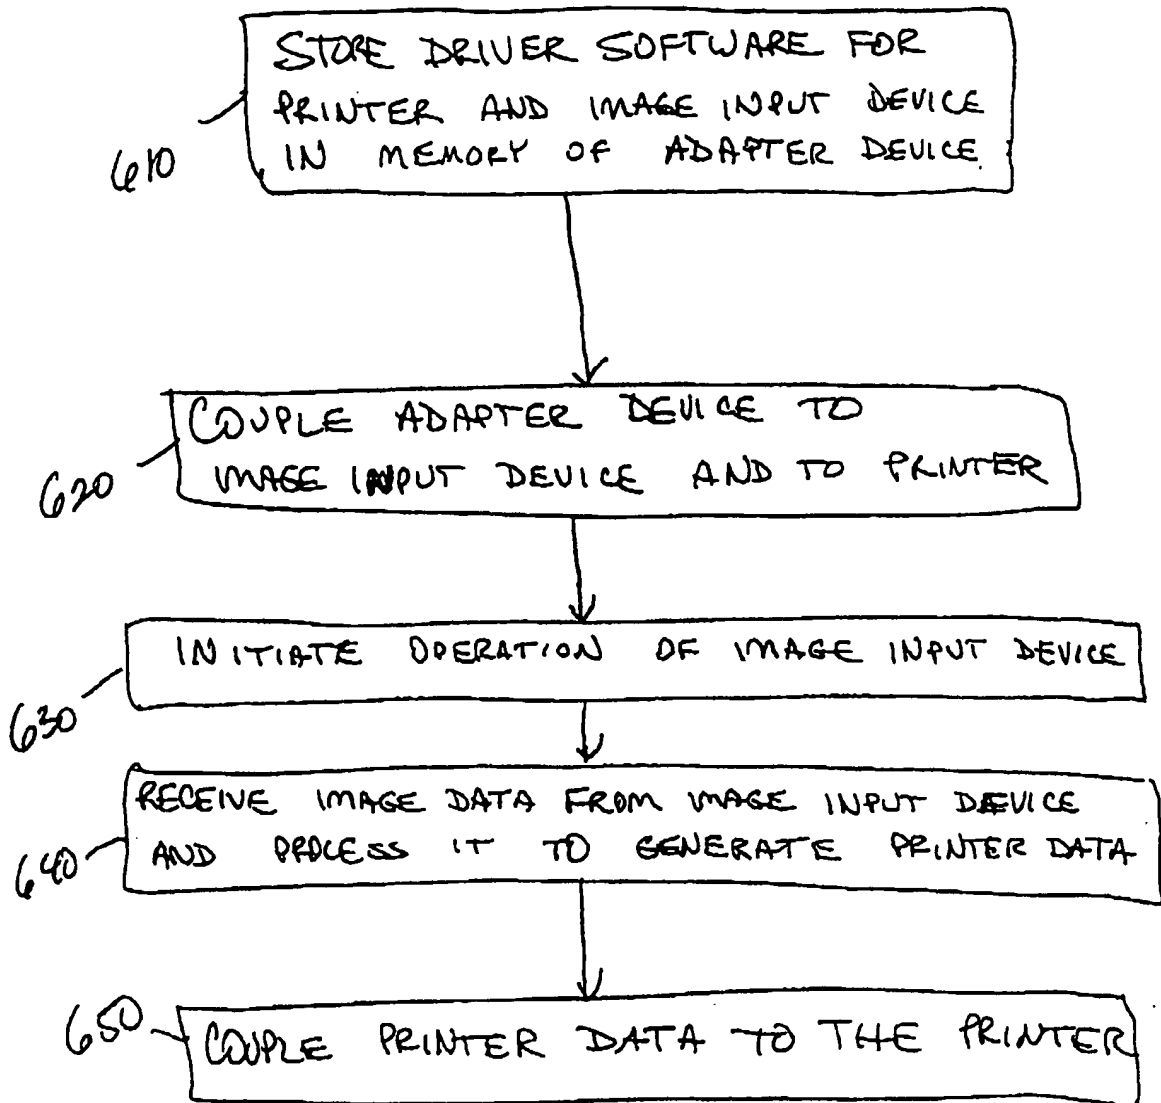 STORE DRIVER SOFTWARE FOR
PRINTER AND IMAGE INPUT DEVICE
IN MEMORY OF ADAPTER DEVICE
610
COUPLE ADAPTER DEVICE TO
IMAGE INPUT DEVICE AND TO PRINTER
620
INITIATE OPERATION OF IMAGE INPUT DEVICE
630
RECEIVE IMAGE DATA FROM IMAGE INPUT DEVICE
AND PROCESS IT TO GENERATE PRINTER DATA
640
650
COUPLE PRINTER DATA TO THE PRINTER